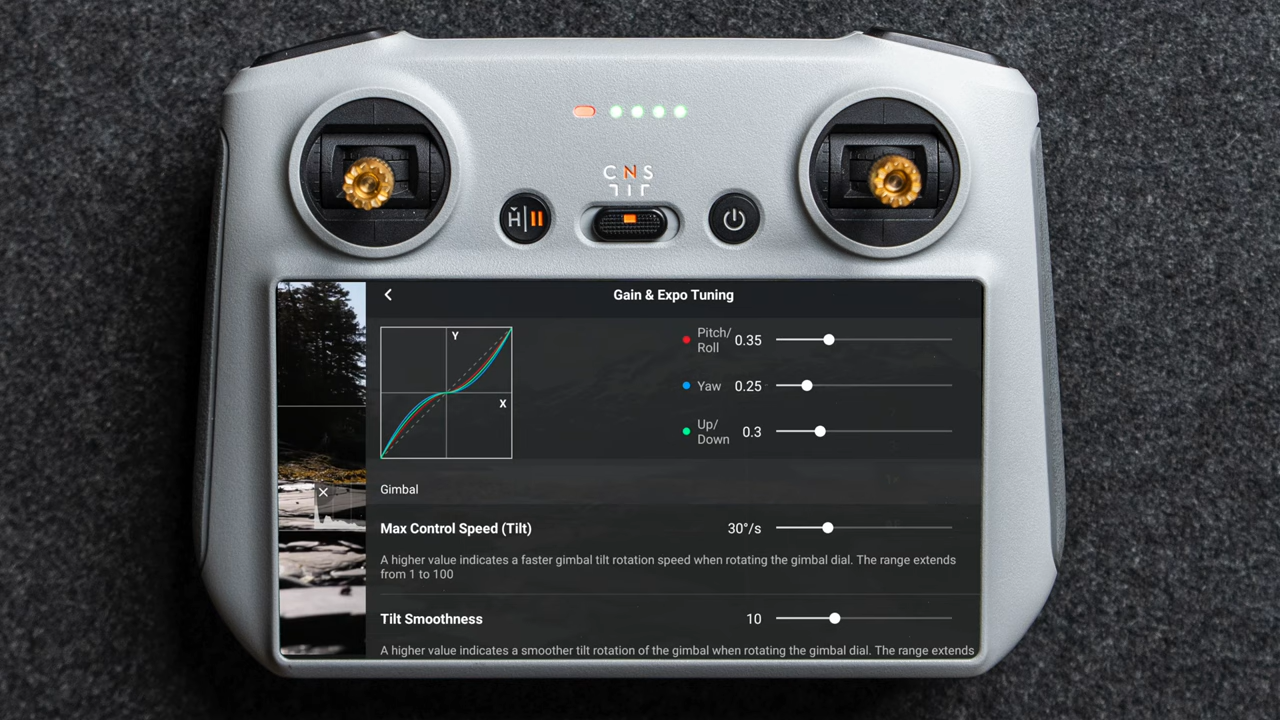 C N S
H
Gain & Expo Tuning
Y
X
Pitch/
Roll
0.35
Yaw 0.25
Up/
Down
0.3
Gimbal
Max Control Speed (Tilt) 30°/s
A higher value indicates a faster gimbal tilt rotation speed when rotating the gimbal dial. The range extends
from 1 to 100
Tilt Smoothness 10
A higher value indicates a smoother tilt rotation of the gimbal when rotating the gimbal dial. The range extends